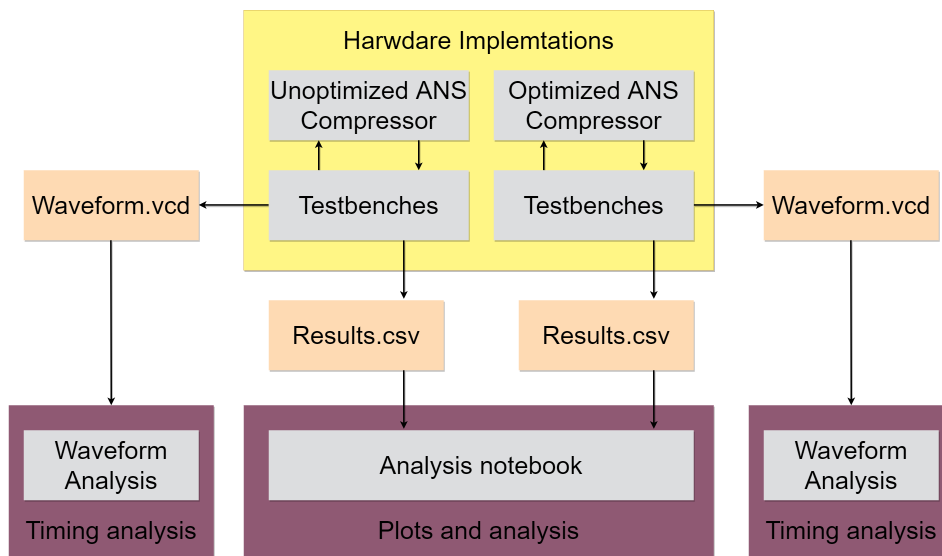 Harwdare Implemtations
Unoptimized ANS
Compressor
Optimized ANS
Compressor
Waveform.vcd
Testbenches
Testbenches
Waveform.vcd
Results.csv
Results.csv
Waveform
Analysis
Timing analysis
Analysis notebook
Plots and analysis
Waveform
Analysis
Timing analysis